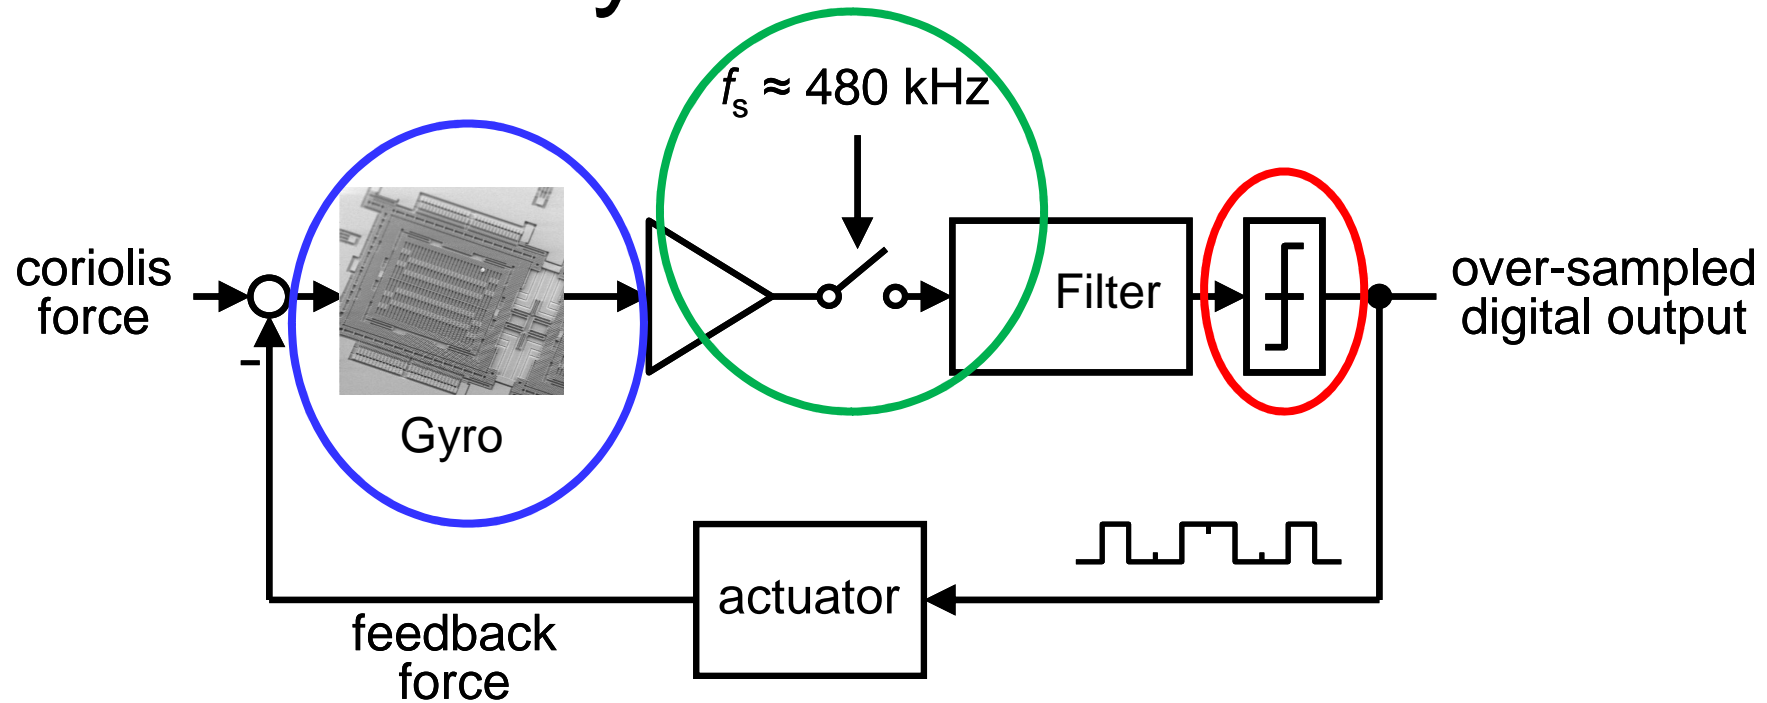 fs ≈ 480 kHz
coriolis
force
Gyro
Filter
over-sampled
digital output
-
actuator
feedback
force